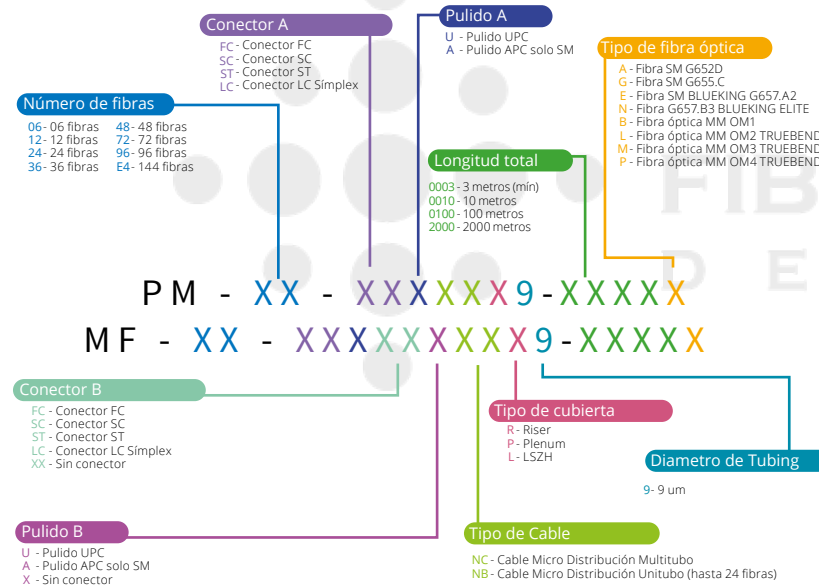 Conector A
FC - Conector FC
SC - Conector SC
ST - Conector ST
LC - Conector LC Símplex
Pulido A
U - Pulido UPC
A - Pulido APC solo SM
Tipo de fibra óptica
A - Fibra SM G652D
G - Fibra SM G655.C
E - Fibra SM BLUEKING G657.A2
N - Fibra G657.B3 BLUEKING ELITE
B - Fibra óptica MM OM1
L - Fibra óptica MM OM2 TRUEBEND
M - Fibra óptica MM OM3 TRUEBEND
P - Fibra óptica MM OM4 TRUEBEND
Número de fibras
06 - 06 fibras 48 - 48 fibras
12 - 12 fibras 72 - 72 fibras
24 - 24 fibras 96 - 96 fibras
36 - 36 fibras E4 - 144 fibras
Longitud total
0003 - 3 metros (mín)
0010 - 10 metros
0100 - 100 metros
2000 - 2000 metros
FIB
DE
PM - XX - XXXXXX9-XXXXX
MF - XX - XXXXXXXXX9-XXXXX
Conector B
FC - Conector FC
SC - Conector SC
ST - Conector ST
LC - Conector LC Símplex
XX - Sin conector
Tipo de cubierta
R - Riser
P - Plenum
L - LSZH
Diametro de Tubing
9 - 9 um
Pulido B
U - Pulido UPC
A - Pulido APC solo SM
X - Sin conector
Tipo de Cable
NC - Cable Micro Distribución Multitubo
NB - Cable Micro Distribución Unitubo (hasta 24 fibras)